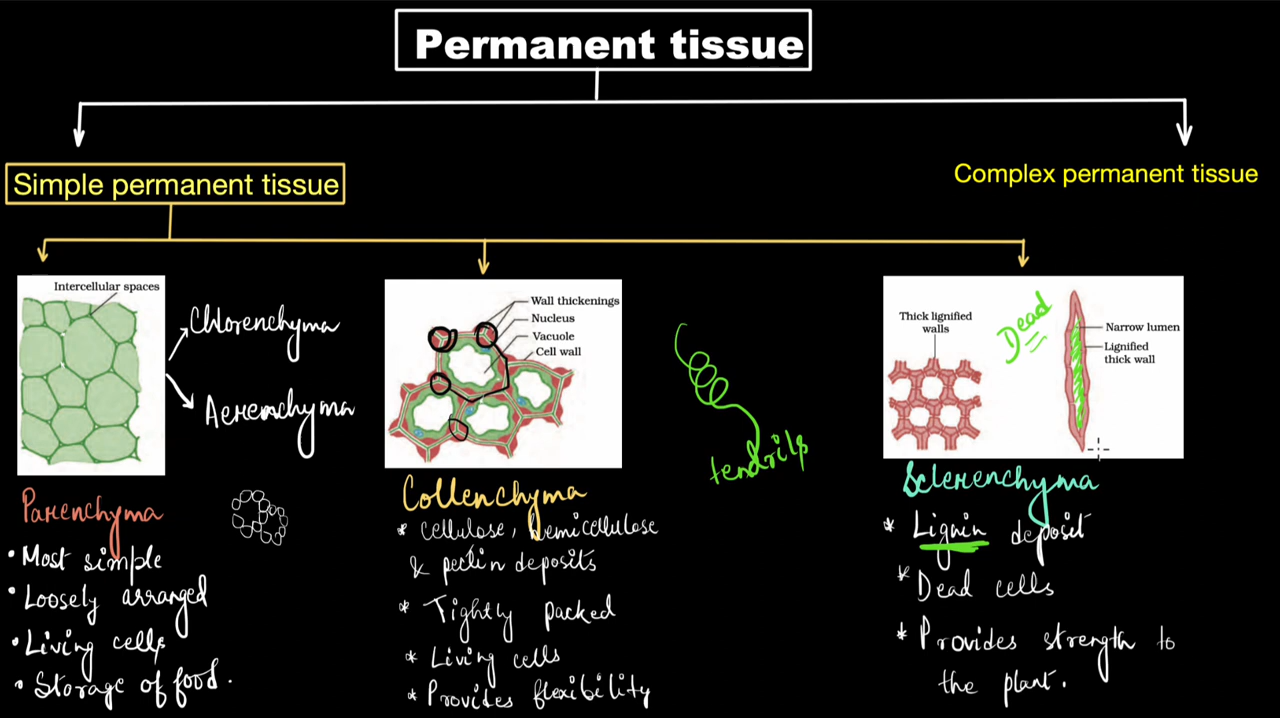 Permanent tissue
Simple permanent tissue
Complex permanent tissue
Intercellular spaces
Chlorenchyma
Aerenchyma
Parenchyma
• Most simple
• Loosely arranged
• Living cells
• Storage of food.
Wall thickenings
Nucleus
Vacuole
Cell wall
Collenchyma
* cellulose, hemicellulose
& pectin deposits
* Tightly packed
* Living cells
* Provides flexibility
tendrils
Thick lignified
walls
Dead
Narrow lumen
Lignified
thick wall
Sclerenchyma
* Lignin deposit
* Dead cells
* Provides strength to
the plant.